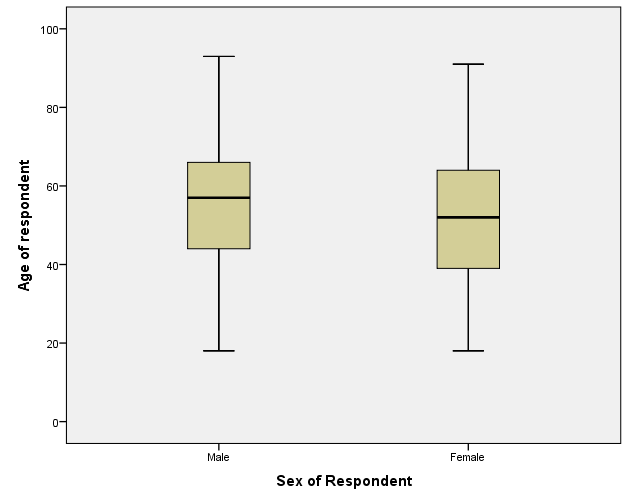 100
80
60
40
20
0
Age of respondent
Male Female
Sex of Respondent